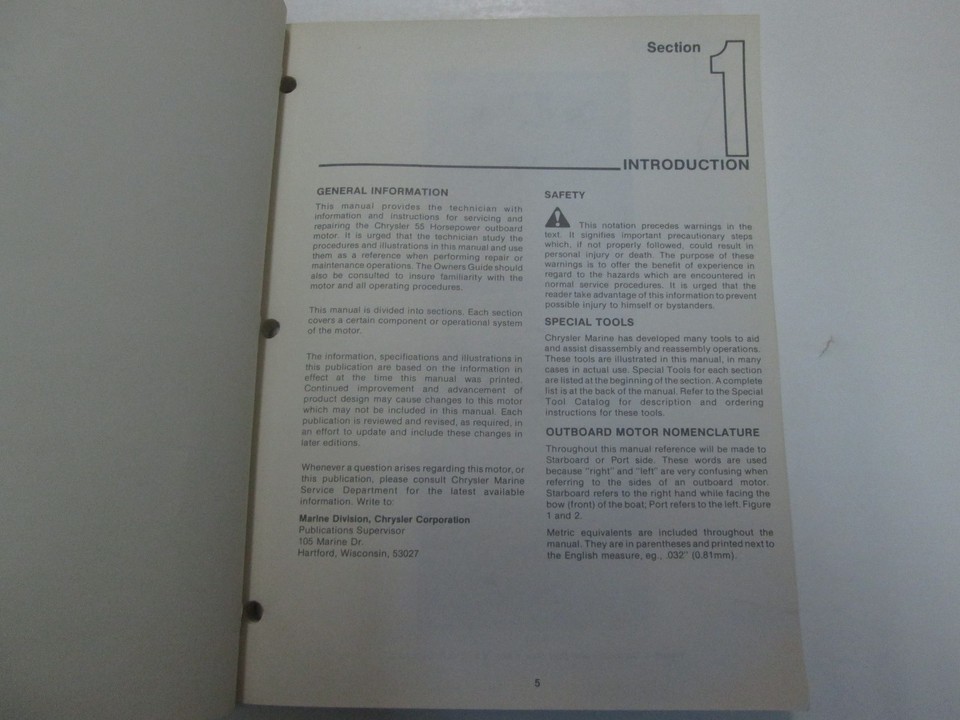 Section
1
INTRODUCTION
GENERAL INFORMATION
This manual provides the technician with
information and instructions for servicing and
repairing the Chrysler 55 Horsepower outboard
motor. It is urged that the technician study the
procedures and illustrations in this manual and use
them as a reference when performing repair or
maintenance operations. The Owners Guide should
also be consulted to insure familiarity with the
motor and all operating procedures.
This manual is divided into sections. Each section
covers a certain component or operational system
of the motor.
The information, specifications and illustrations in
this publication are based on the information in
effect at the time this manual was printed.
Continued improvement and advancement of
product design may cause changes to this motor
which may not be included in this manual. Each
publication is reviewed and revised, as required, in
an effort to update and include these changes in
later editions.
Whenever a question arises regarding this motor, or
this publication, please consult Chrysler Marine
Service Department for the latest available
information. Write to:
Marine Division, Chrysler Corporation
Publications Supervisor
105 Marine Dr.
Hartford, Wisconsin, 53027
SAFETY
This notation precedes warnings in the
text. It signifies important precautionary steps
which, if not properly followed, could result in
personal injury or death. The purpose of these
warnings is to offer the benefit of experience in
regard to the hazards which are encountered in
normal service procedures. It is urged that the
reader take advantage of this information to prevent
possible injury to himself or bystanders.
SPECIAL TOOLS
Chrysler Marine has developed many tools to aid
and assist disassembly and reassembly operations.
These tools are illustrated in this manual, in many
cases in actual use. Special Tools for each section
are listed at the beginning of the section. A complete
list is at the back of the manual. Refer to the Special
Tool Catalog for description and ordering
instructions for these tools.
OUTBOARD MOTOR NOMENCLATURE
Throughout this manual reference will be made to
Starboard or Port side. These words are used
because "right" and "left" are very confusing when
referring to the sides of an outboard motor.
Starboard refers to the right hand while facing the
bow (front) of the boat; Port refers to the left. Figure
1 and 2.
Metric equivalents are included throughout the
manual. They are in parentheses and printed next to
the English measure, eg., .032" (0.81mm).
5